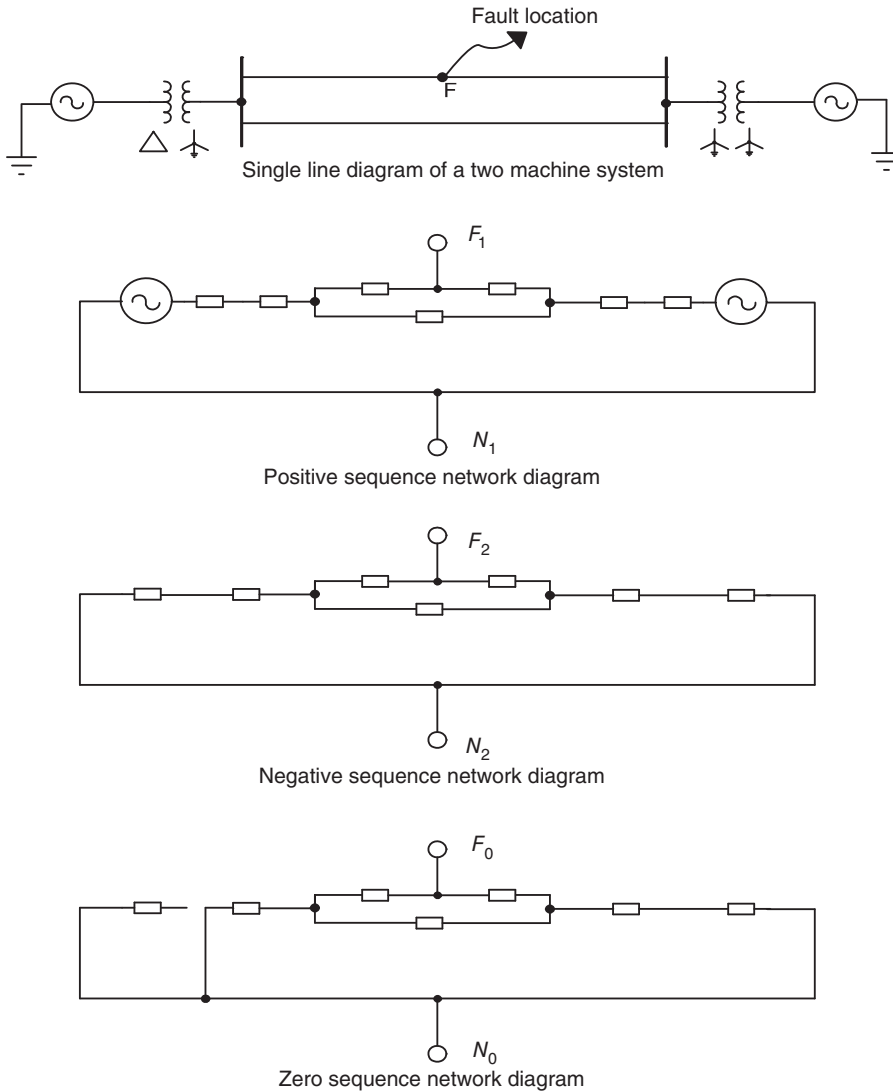 Fault location
F
Single line diagram of a two machine system
F1
N1
Positive sequence network diagram
F2
N2
Negative sequence network diagram
F0
N0
Zero sequence network diagram